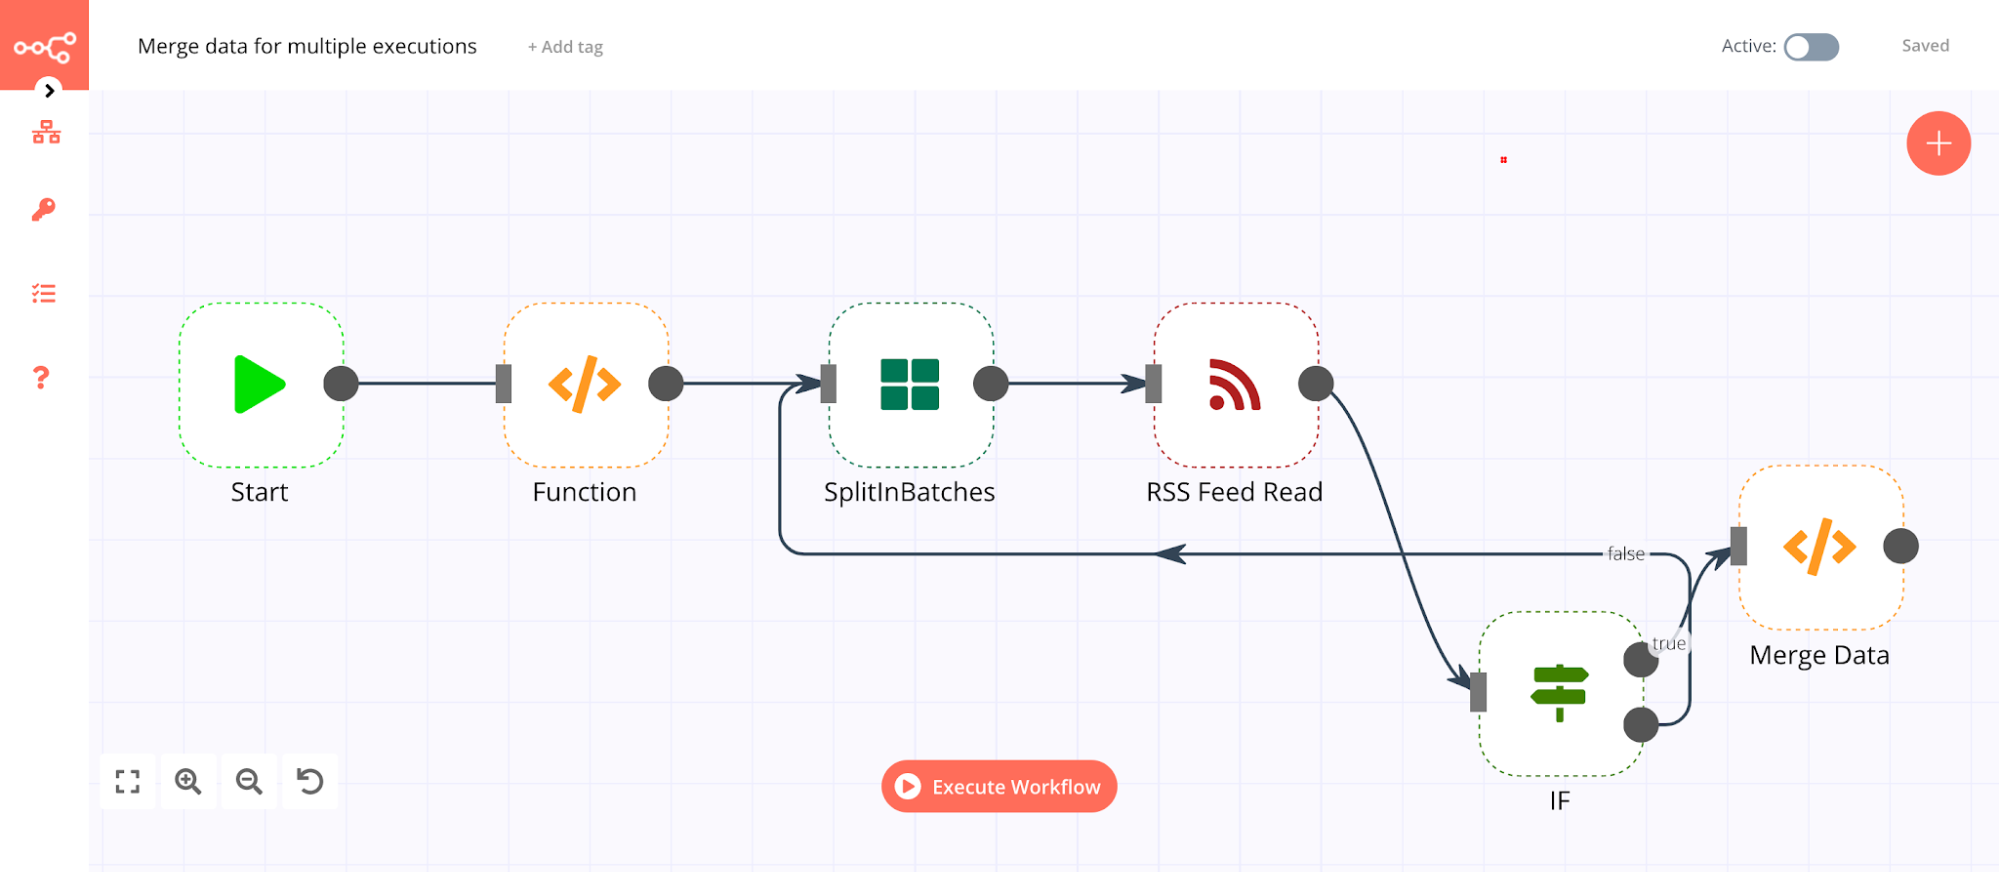 Merge data for multiple executions
+ Add tag
Active:
Saved
Start
Function
SplitInBatches
RSS Feed Read
false
true
Merge Data
IF
Execute Workflow